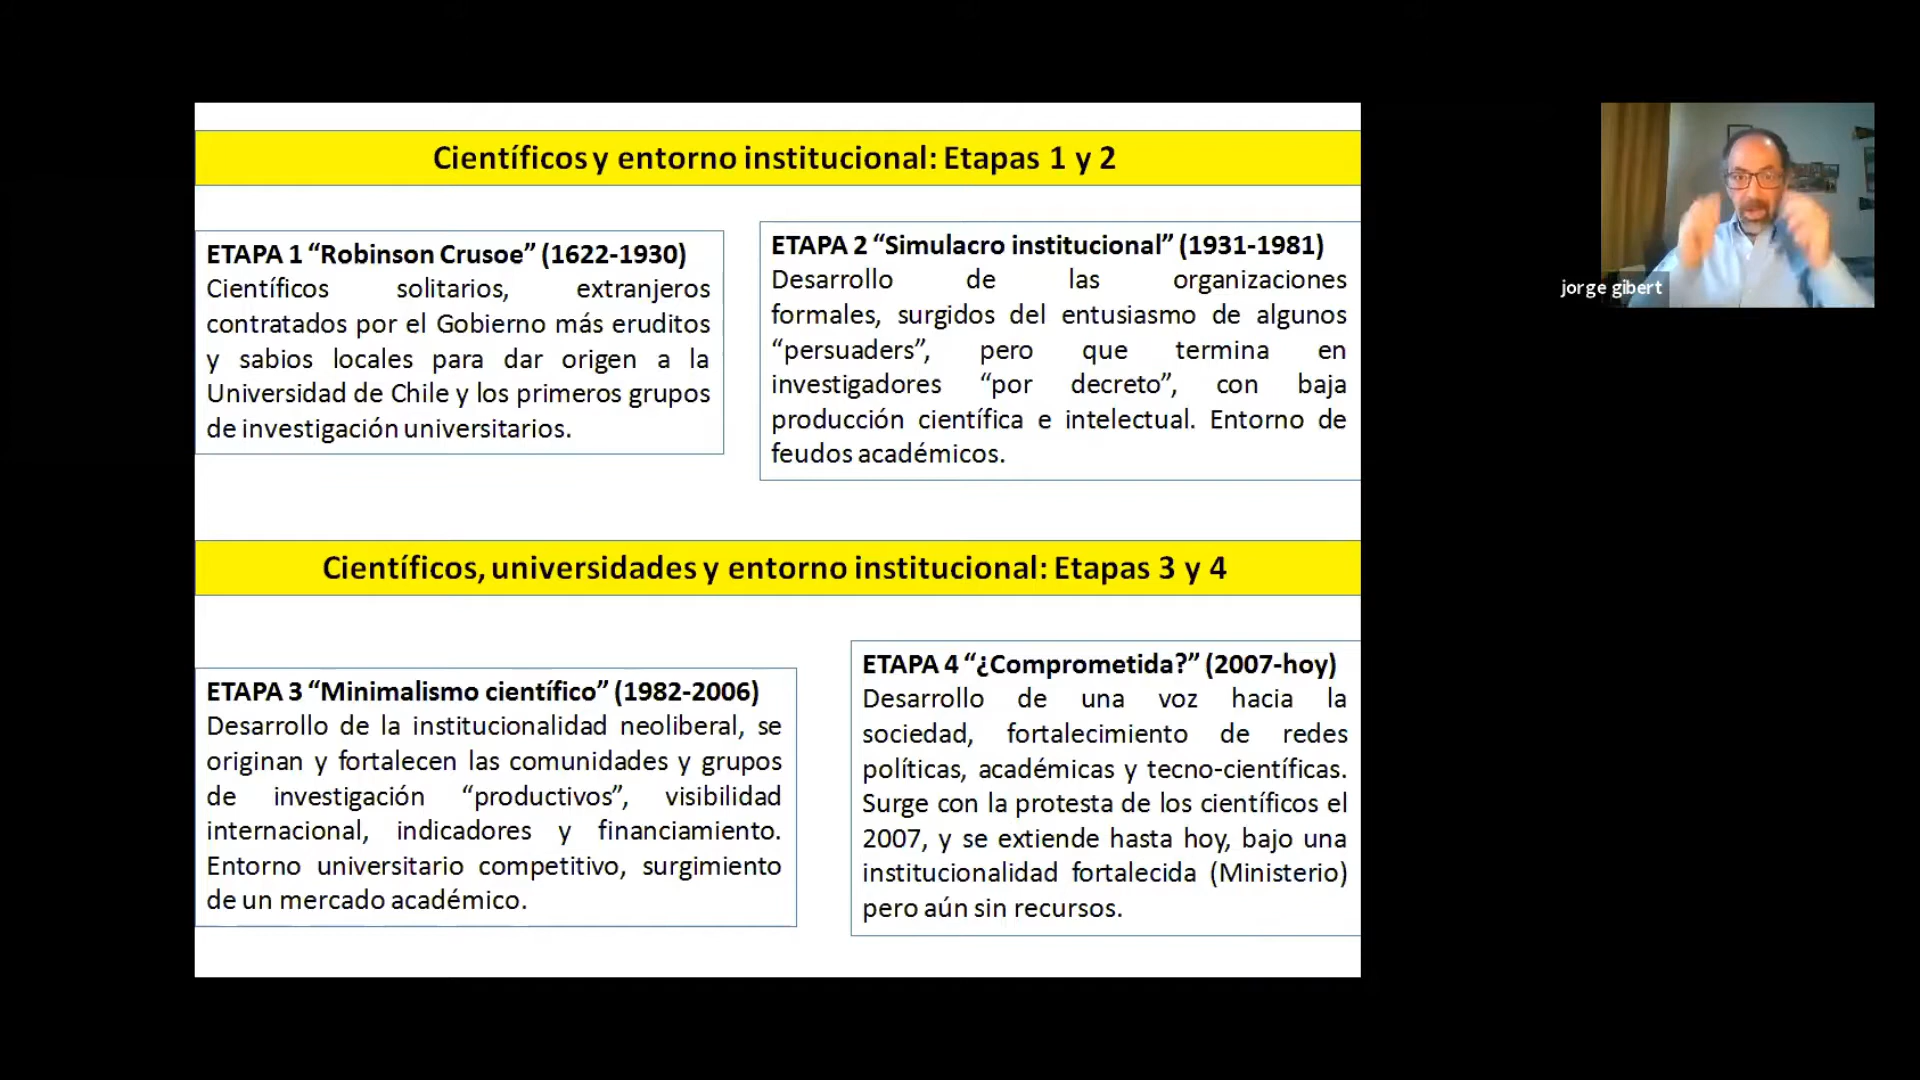 Científicos y entorno institucional: Etapas 1 y 2
ETAPA 1 “Robinson Crusoe” (1622-1930)
Científicos solitarios, extranjeros
contratados por el Gobierno más eruditos
y sabios locales para dar origen a la
Universidad de Chile y los primeros grupos
de investigación universitarios.
ETAPA 2 “Simulacro institucional” (1931-1981)
Desarrollo de las organizaciones
formales, surgidos del entusiasmo de algunos
“persuaders”, pero que termina en
investigadores “por decreto”, con baja
producción científica e intelectual. Entorno de
feudos académicos.
jorge gibert
Científicos, universidades y entorno institucional: Etapas 3 y 4
ETAPA 3 “Minimalismo científico” (1982-2006)
Desarrollo de la institucionalidad neoliberal, se
originan y fortalecen las comunidades y grupos
de investigación “productivos”, visibilidad
internacional, indicadores y financiamiento.
Entorno universitario competitivo, surgimiento
de un mercado académico.
ETAPA 4 “¿Comprometida?” (2007-hoy)
Desarrollo de una voz hacia la
sociedad, fortalecimiento de redes
políticas, académicas y tecno-científicas.
Surge con la protesta de los científicos el
2007, y se extiende hasta hoy, bajo una
institucionalidad fortalecida (Ministerio)
pero aún sin recursos.